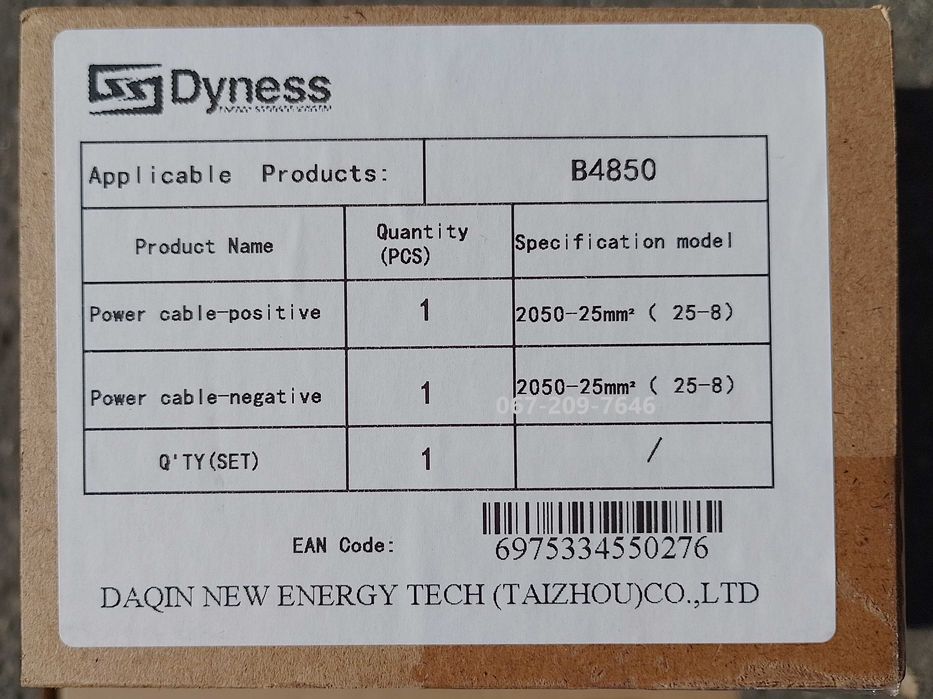 Dyness
Applicable Products: B4850
Product Name Quantity (PCS) Specification model
Power cable-positive 1 2050-25mm² ( 25-8)
Power cable-negative 1 2050-25mm² ( 25-8)
067-209-7646
Q'TY(SET) 1 /
EAN Code: 6975334550276
DAQIN NEW ENERGY TECH (TAIZHOU)CO.,LTD